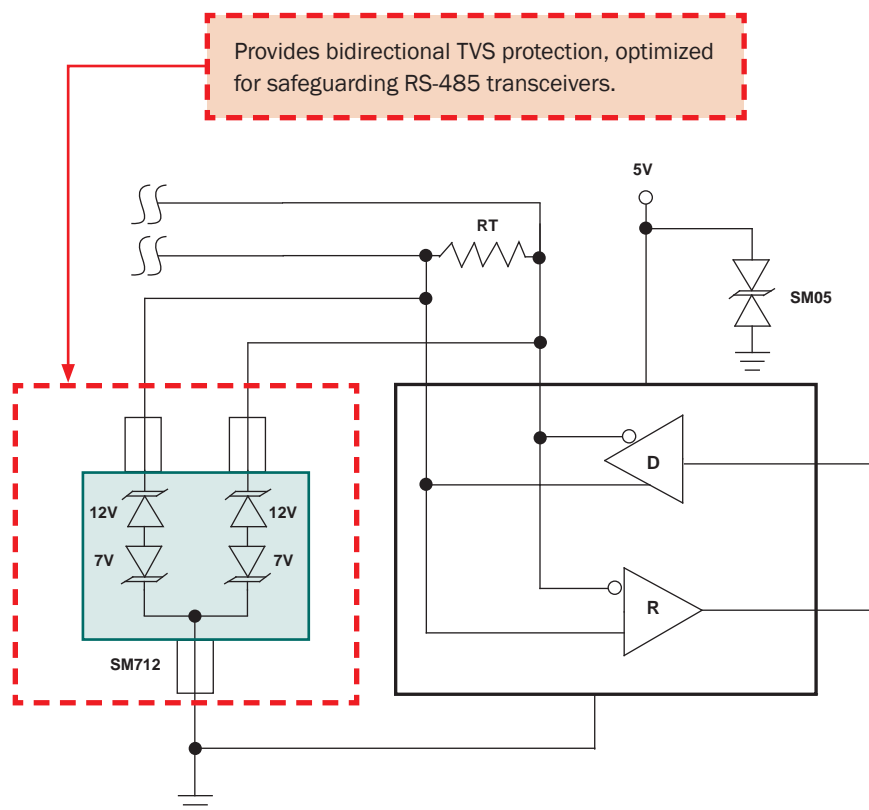 Provides bidirectional TVS protection, optimized
for safeguarding RS-485 transceivers.
5V
RT
SM05
D
12V
12V
7V
7V
R
SM712